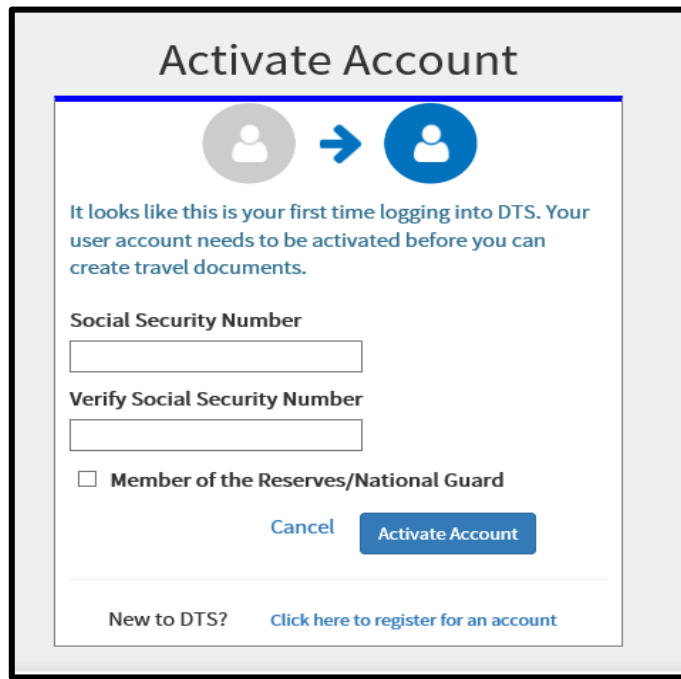 Activate Account
It looks like this is your first time logging into DTS. Your
user account needs to be activated before you can
create travel documents.
Social Security Number
Verify Social Security Number
Member of the Reserves/National Guard
Cancel Activate Account
New to DTS? Click here to register for an account